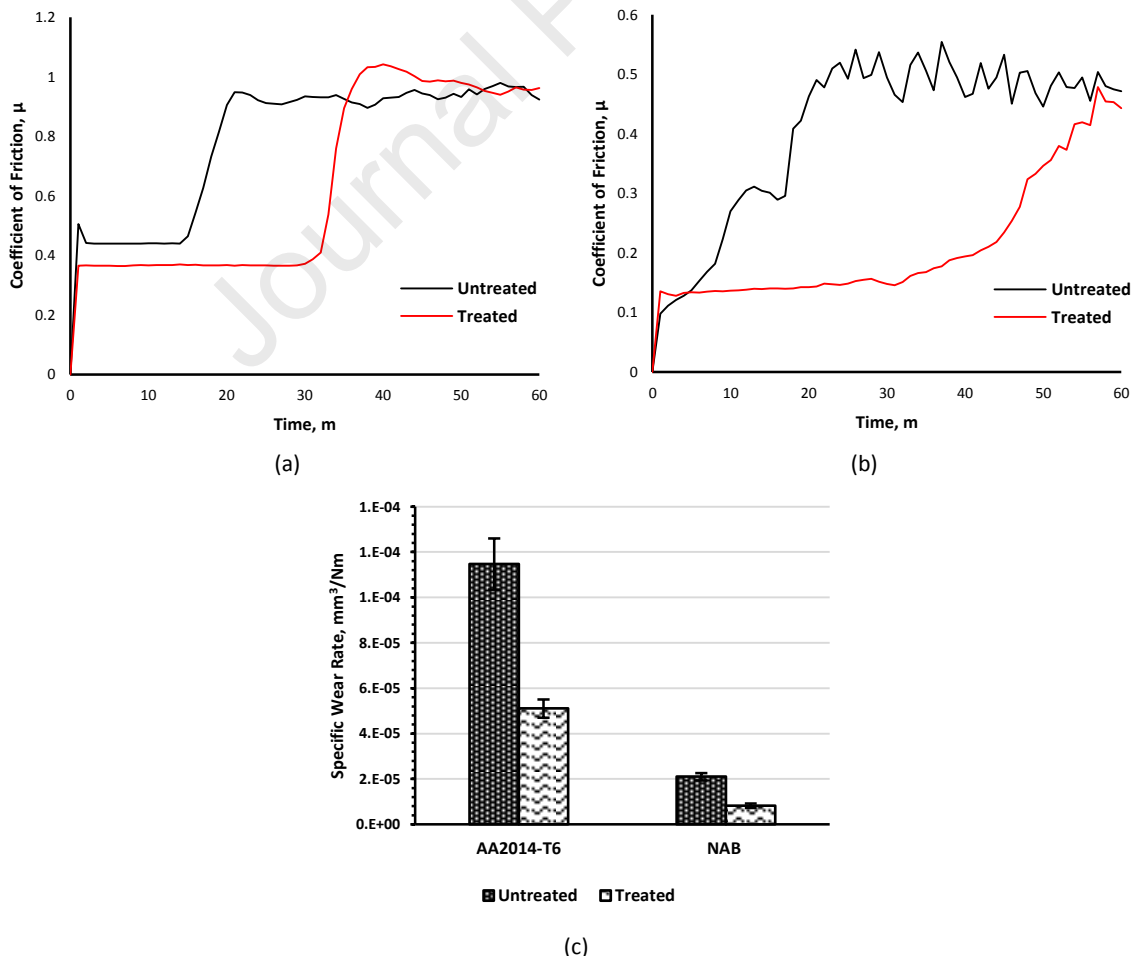 Journal P
1.2
1
0.8
0.6
0.4
0.2
0
Coefficient of Friction, µ
0 10 20 30 40 50 60
Time, m
Untreated
Treated
(a)
0.6
0.5
0.4
0.3
0.2
0.1
0
Coefficient of Friction, µ
0 10 20 30 40 50 60
Time, m
Untreated
Treated
(b)
1.E-04
1.E-04
1.E-04
8.E-05
6.E-05
4.E-05
2.E-05
0.E+00
Specific Wear Rate, mm³/Nm
AA2014-T6 NAB
Untreated Treated
(c)